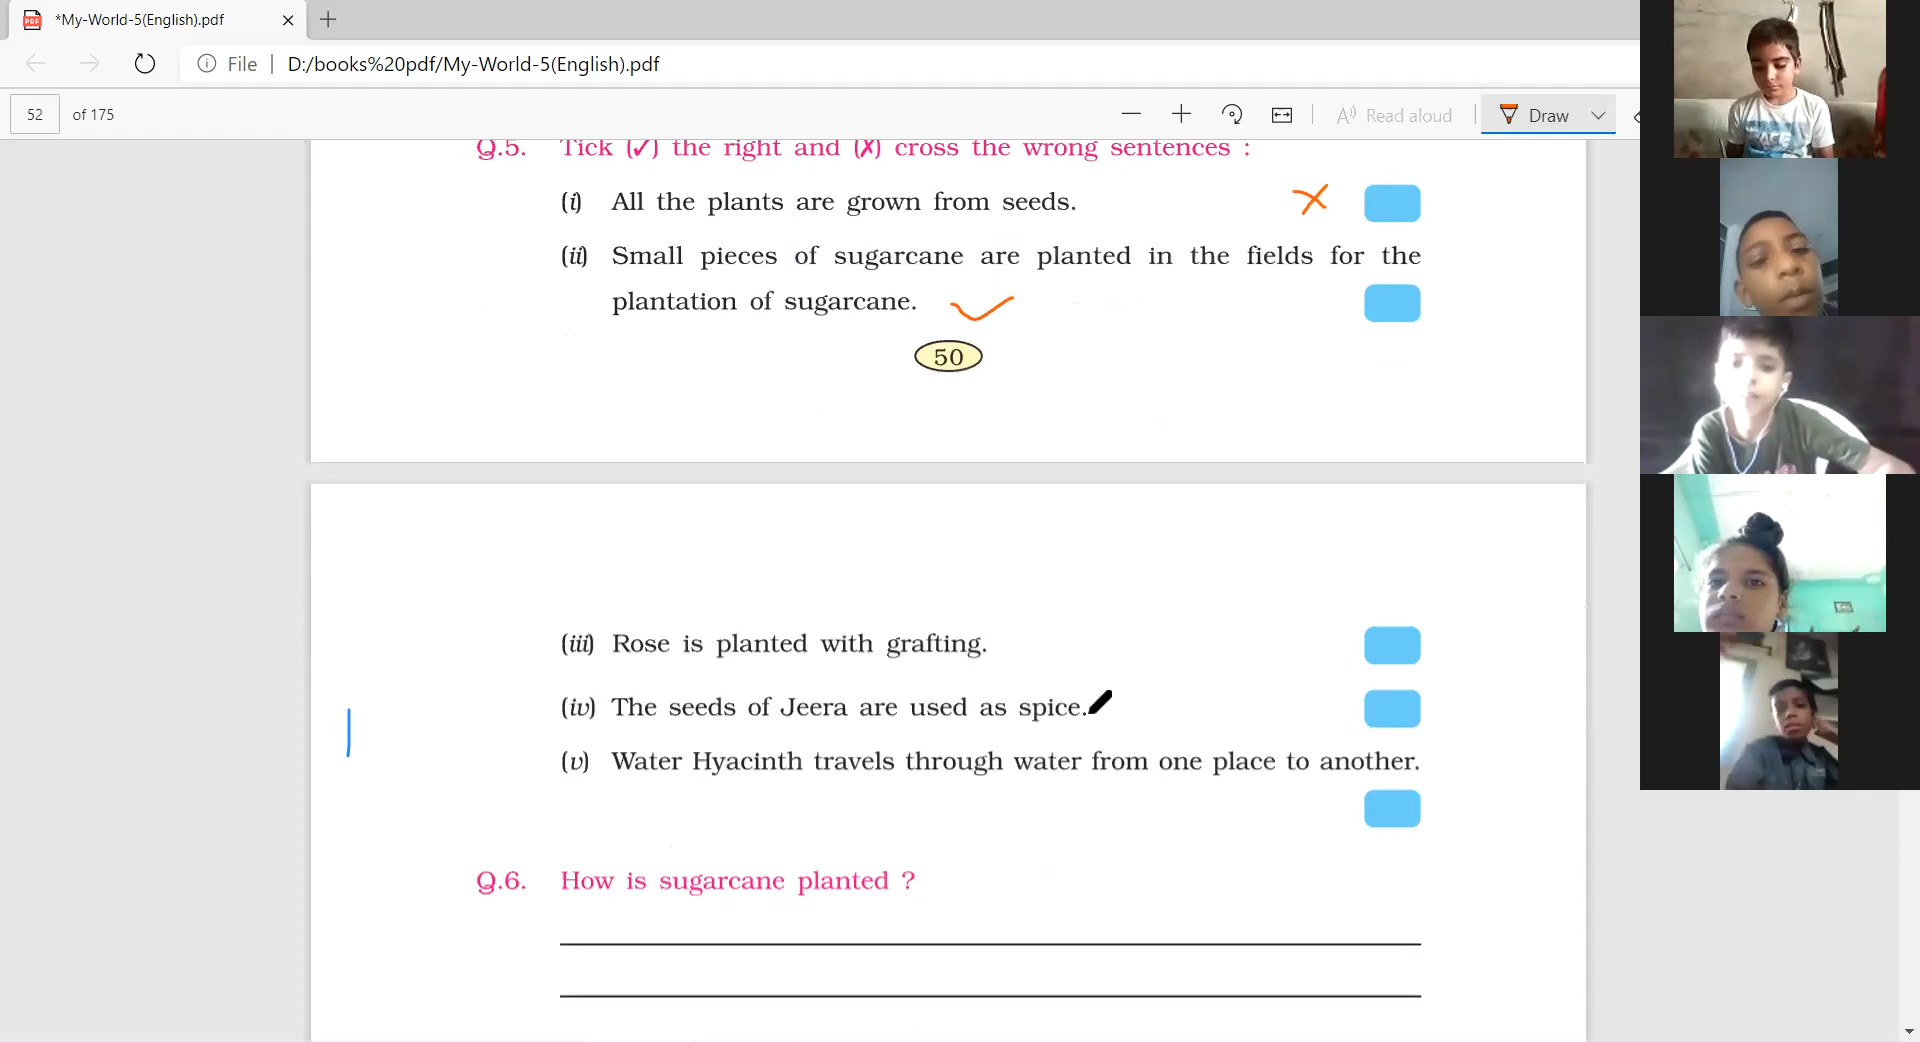 *My-World-5(English).pdf
File | D:/books%20pdf/My-World-5(English).pdf
52 of 175
Read aloud
Draw
Q.5. Tick (✓) the right and (✗) cross the wrong sentences :
(i) All the plants are grown from seeds.
(ii) Small pieces of sugarcane are planted in the fields for the
plantation of sugarcane.
50
(iii) Rose is planted with grafting.
(iv) The seeds of Jeera are used as spice.
(v) Water Hyacinth travels through water from one place to another.
Q.6. How is sugarcane planted ?